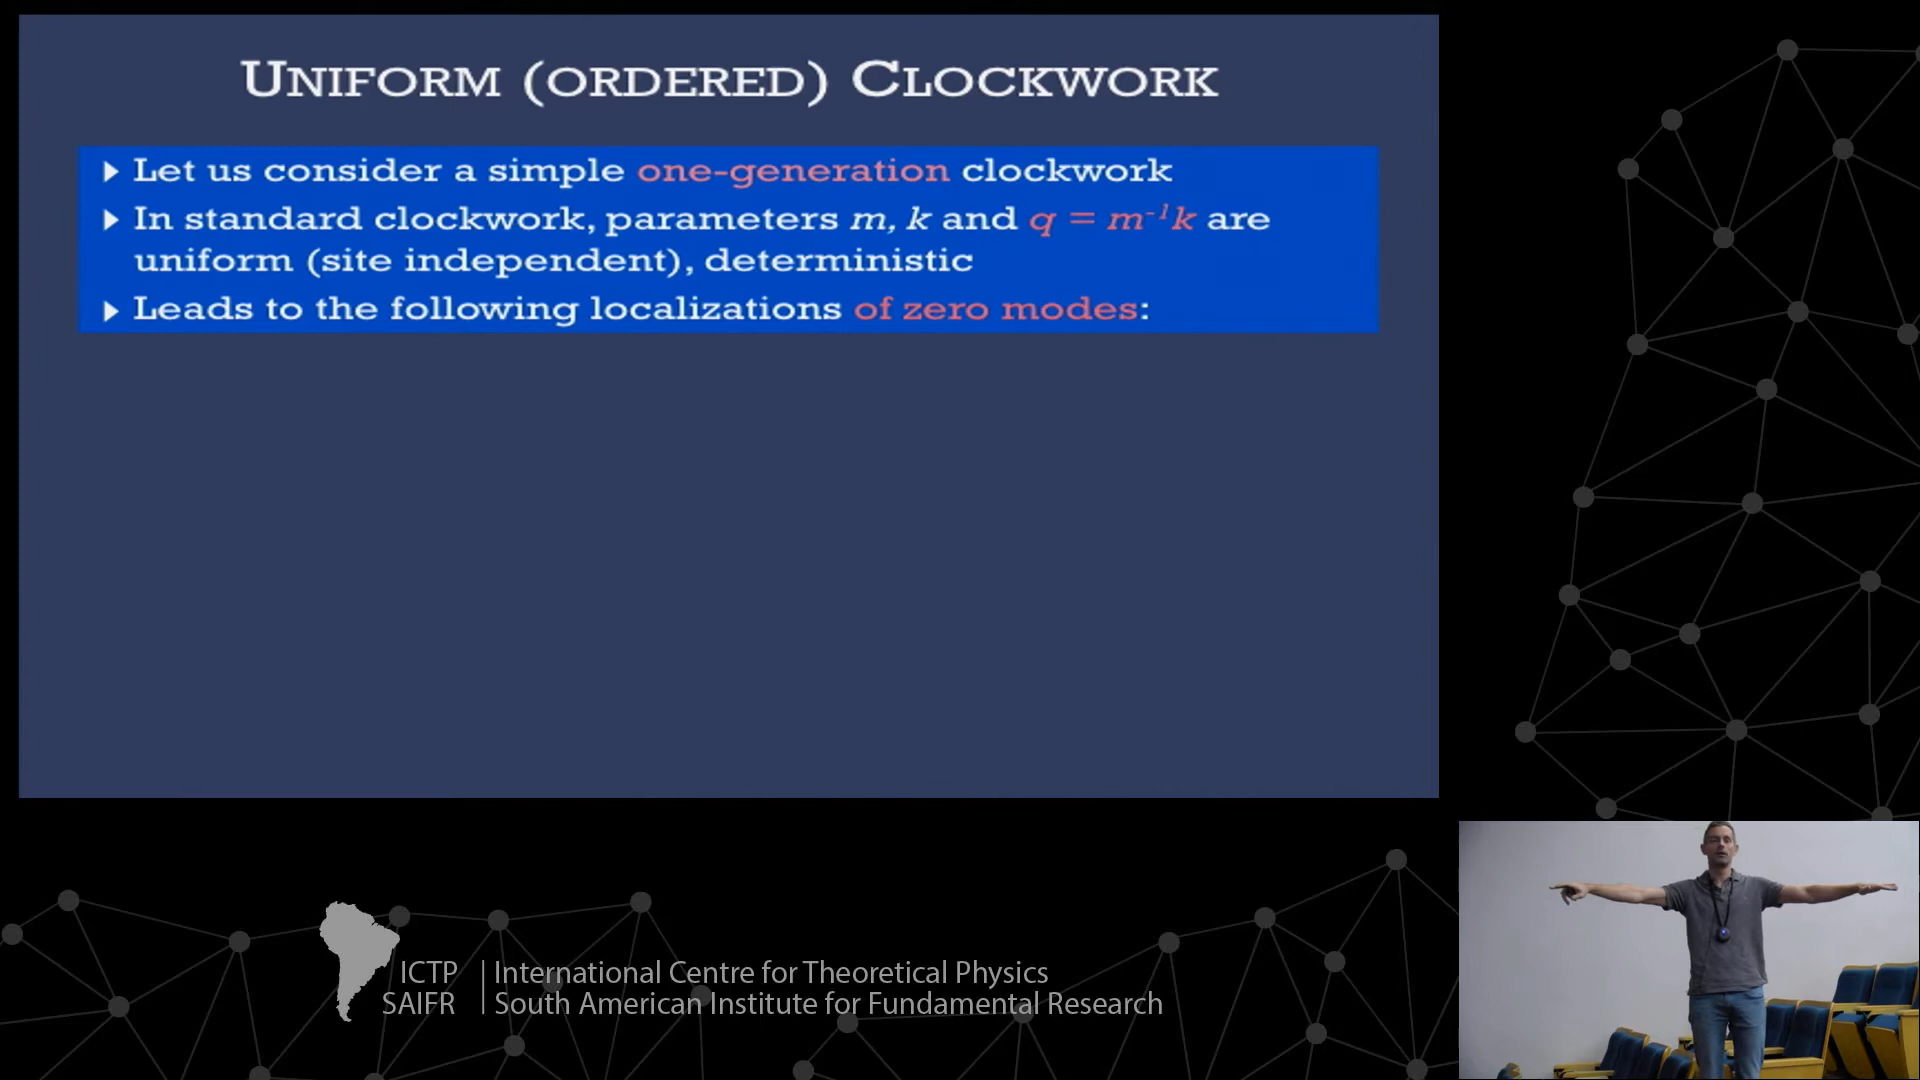 UNIFORM (ORDERED) CLOCKWORK
Let us consider a simple one-generation clockwork
In standard clockwork, parameters m, k and q = m⁻¹k are
uniform (site independent), deterministic
Leads to the following localizations of zero modes:
ICTP | International Centre for Theoretical Physics
SAIFR | South American Institute for Fundamental Research